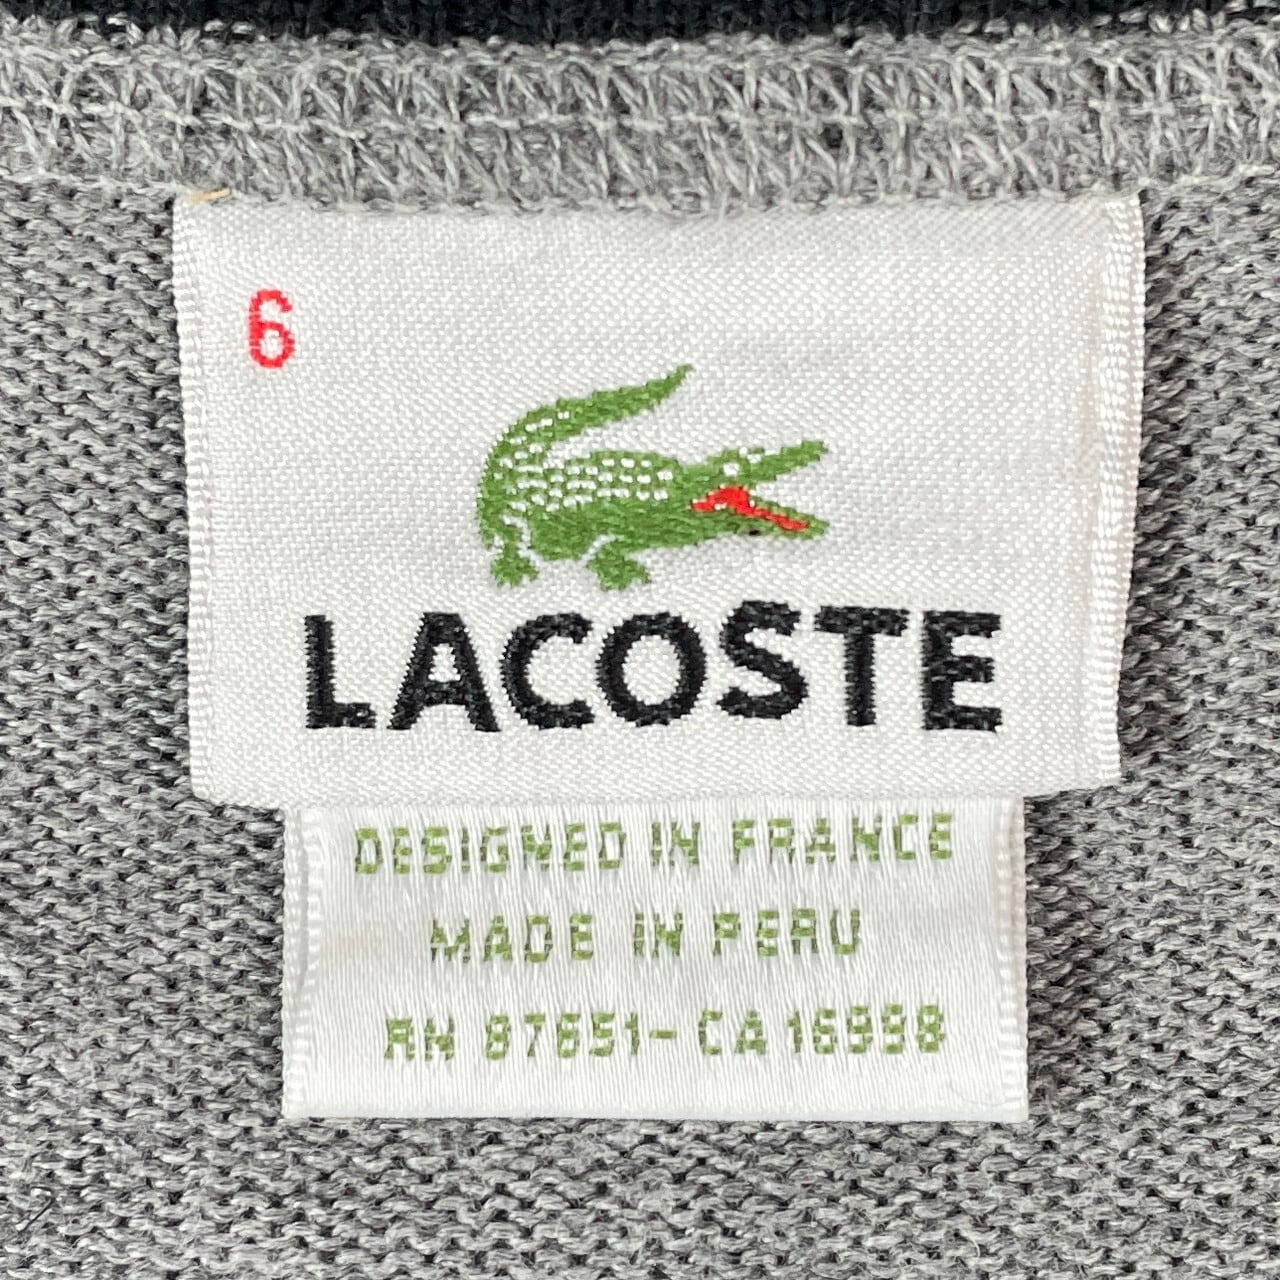 6
LACOSTE
DESIGNED IN FRANCE
MADE IN PERU
RN 87651-CA 16998